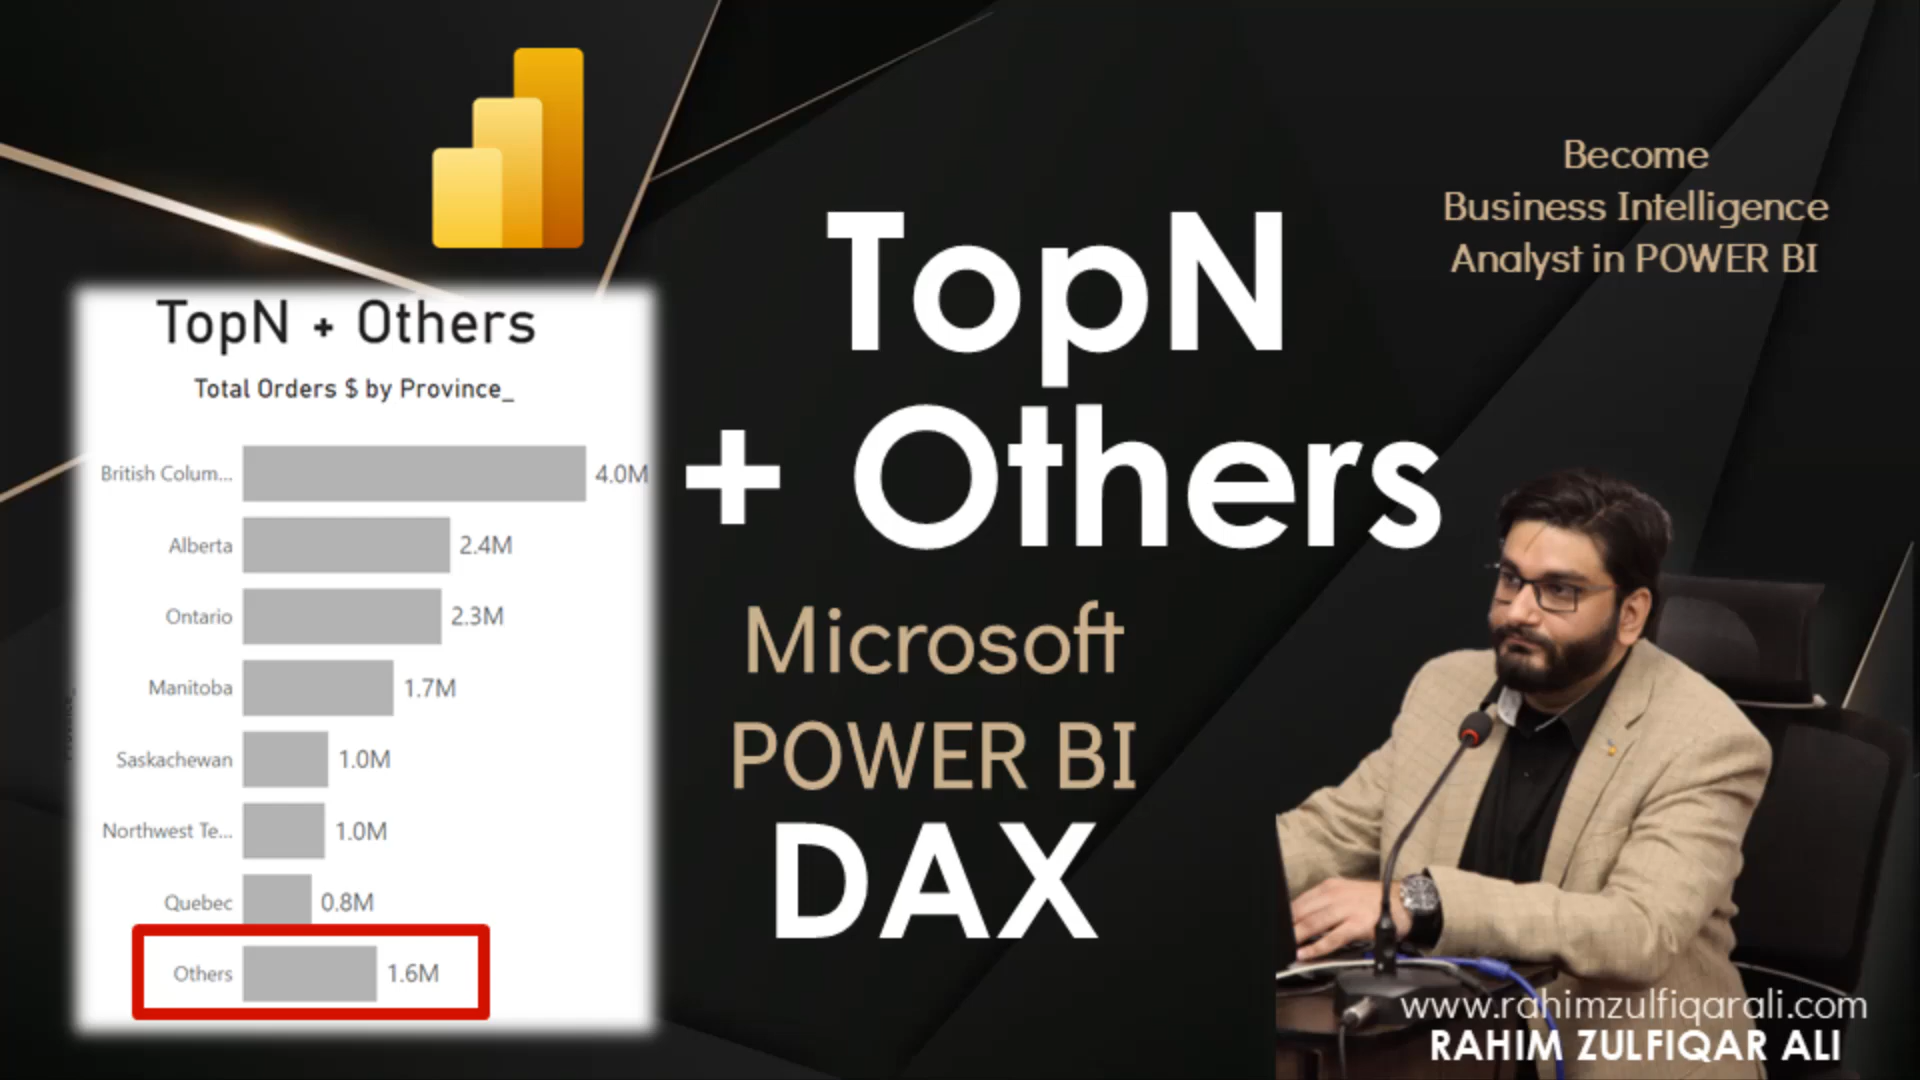 TopN + Others
Total Orders $ by Province_
British Colum... 4.0M
Alberta 2.4M
Ontario 2.3M
Manitoba 1.7M
Saskachewan 1.0M
Northwest Te... 1.0M
Quebec 0.8M
Others 1.6M
TopN
+ Others
Microsoft
POWER BI
DAX
Become
Business Intelligence
Analyst in POWER BI
www.rahimzulfiqarali.com
RAHIM ZULFIQAR ALI